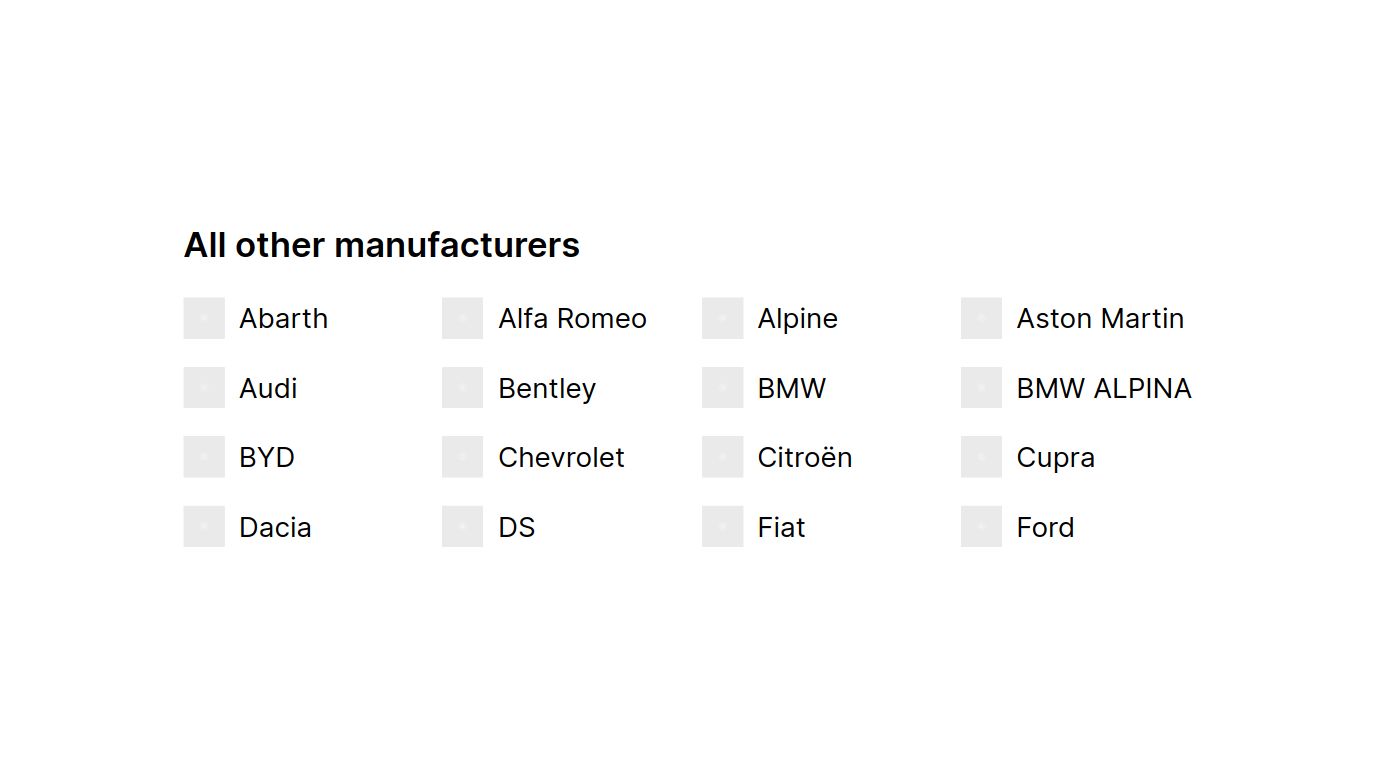 All other manufacturers
Abarth Alfa Romeo Alpine Aston Martin
Audi Bentley BMW BMW ALPINA
BYD Chevrolet Citroën Cupra
Dacia DS Fiat Ford